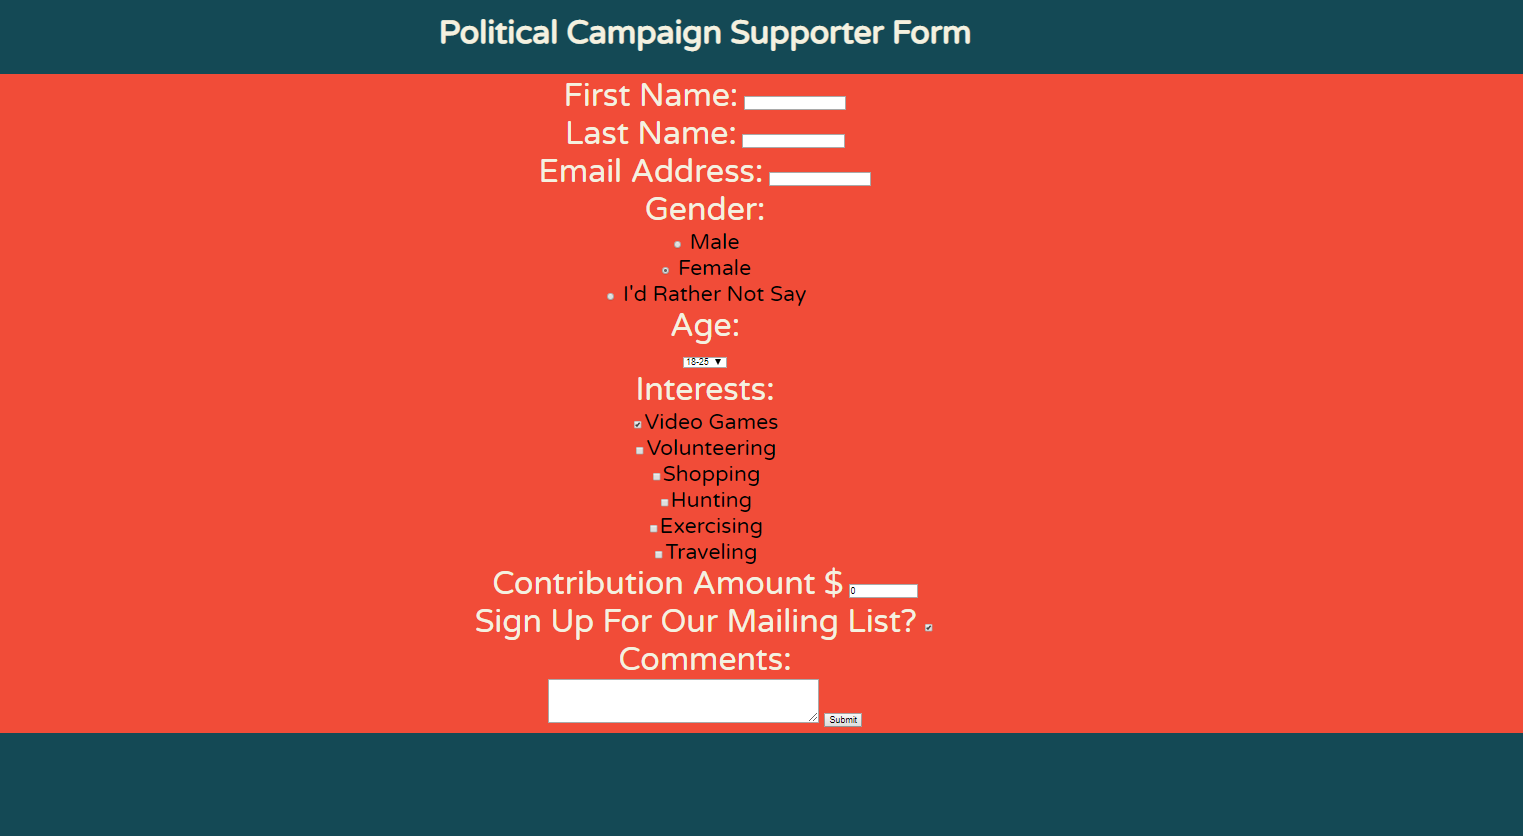 Political Campaign Supporter Form
First Name:
Last Name:
Email Address:
Gender:
Male
Female
I'd Rather Not Say
Age:
18-25
Interests:
Video Games
Volunteering
Shopping
Hunting
Exercising
Traveling
Contribution Amount $ 0
Sign Up For Our Mailing List?
Comments:
Submit